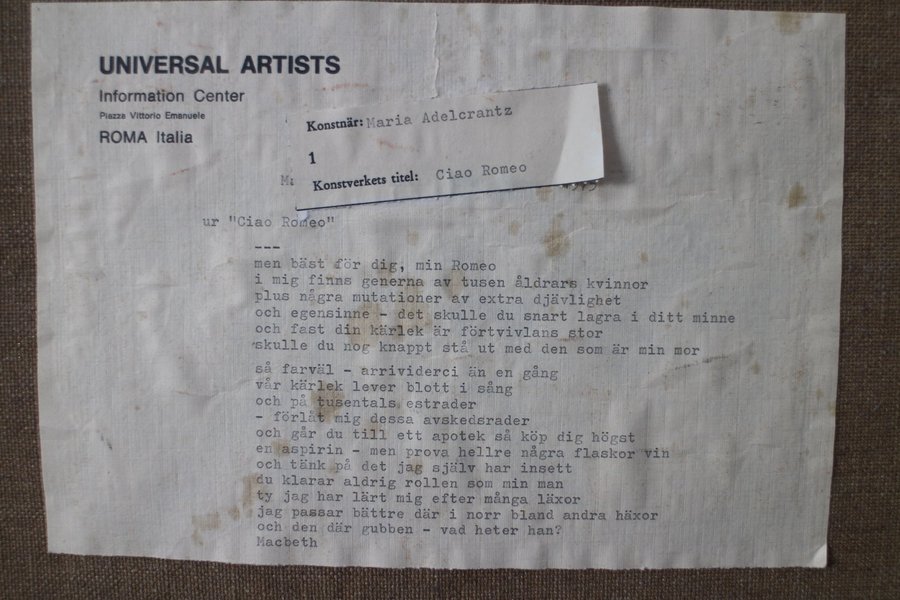 UNIVERSAL ARTISTS
Information Center
Piazza Vittorio Emanuele
ROMA Italia
Konstnär: Maria Adelcrantz
1
Konstverkets titel: Ciao Romeo
ur "Ciao Romeo"
---
men bäst för dig, min Romeo
i mig finns generna av tusen åldrars kvinnor
plus några mutationer av extra djävlighet
och egensinne - det skulle du snart lagra i ditt minne
och fast din kärlek är förtvivlans stor
skulle du nog knappt stå ut med den som är min mor
så farväl - arrividerci än en gång
vår kärlek lever blott i sång
och på tusentals estrader
- förlåt mig dessa avskedsrader
och går du till ett apotek så köp dig högst
en aspirin - men prova hellre några flaskor vin
och tänk på det jag själv har insett
du klarar aldrig rollen som min man
ty jag har lärt mig efter många läxor
jag passar bättre där i norr bland andra häxor
och den där gubben - vad heter han?
Macbeth